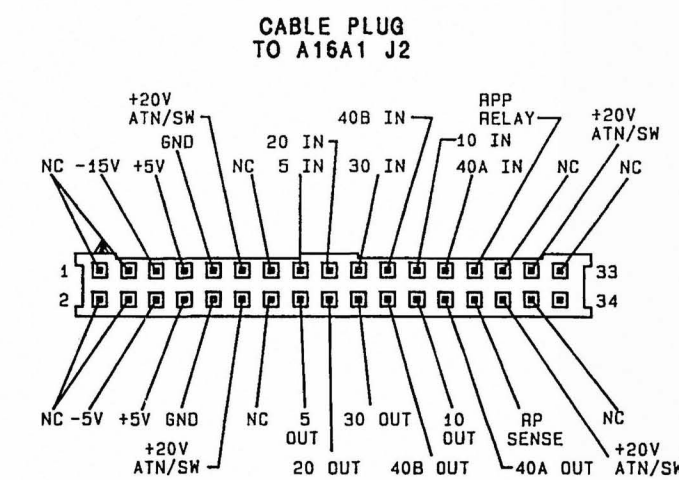 CABLE PLUG
TO A16A1 J2
+20V
ATN/SW
GND
NC -15V +5V
NC
20 IN
5 IN
40B IN
30 IN
RPP
RELAY
10 IN
40A IN
NC
+20V
ATN/SW
NC
1
33
2
34
NC -5V +5V GND
+20V
ATN/SW
NC
5
OUT
20 OUT
30 OUT
40B OUT
10
OUT
40A OUT
RP
SENSE
+20V
ATN/SW
NC